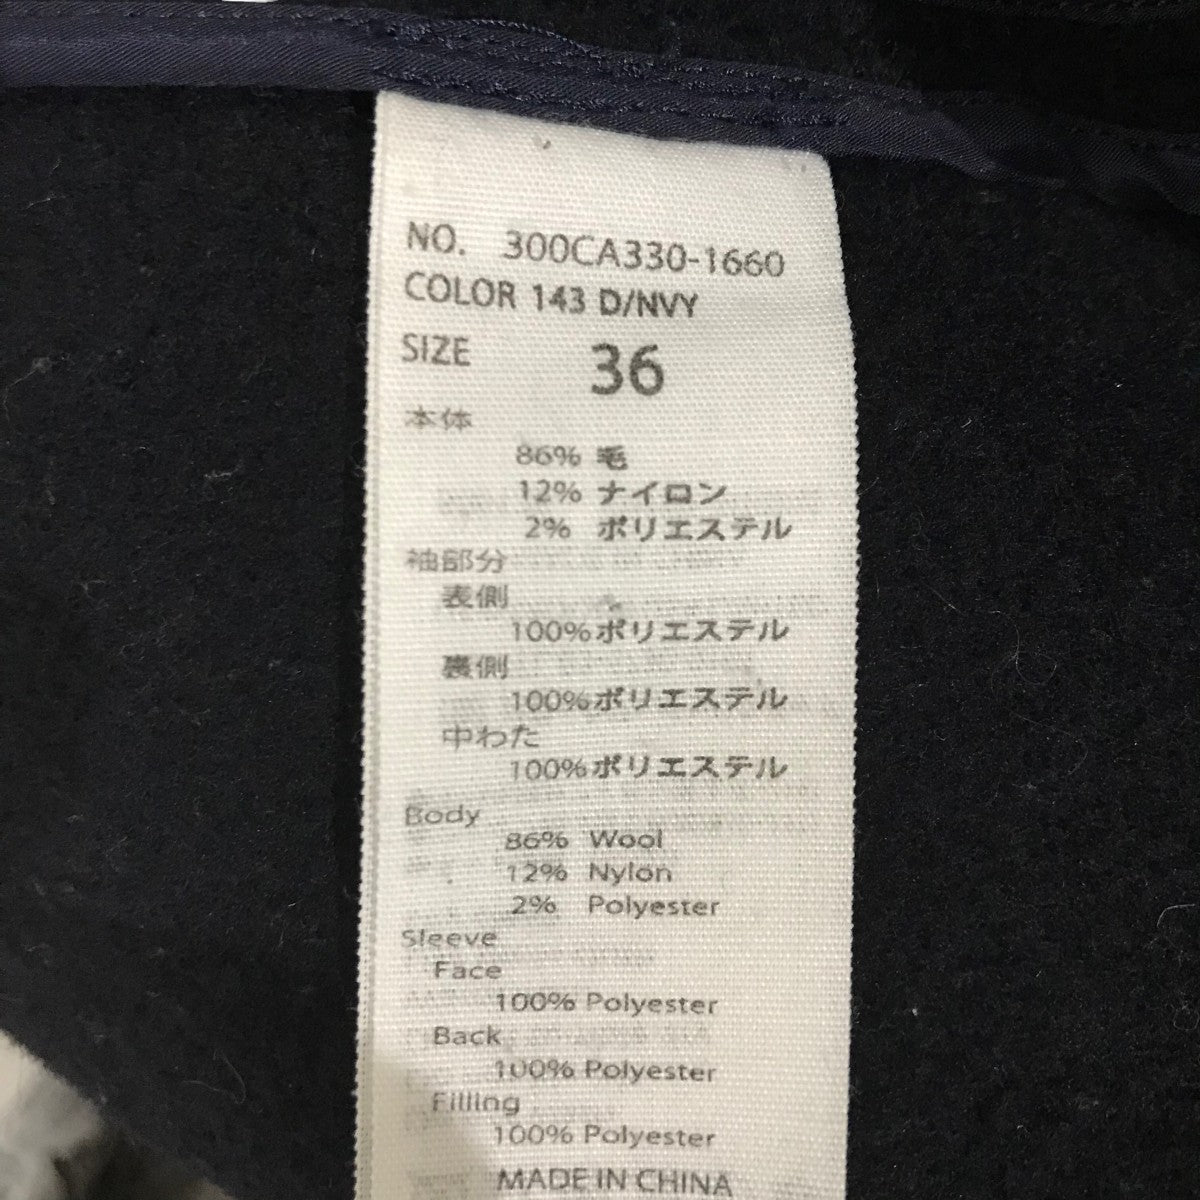 NO. 300CA330-1660
COLOR 143 D/NVY
SIZE 36
本体
86% 毛
12% ナイロン
2% ポリエステル
袖部分
表側
100%ポリエステル
裏側
100%ポリエステル
中わた
100%ポリエステル
Body
86% Wool
12% Nylon
2% Polyester
Sleeve
Face
100% Polyester
Back
100% Polyester
Filling
100% Polyester
MADE IN CHINA